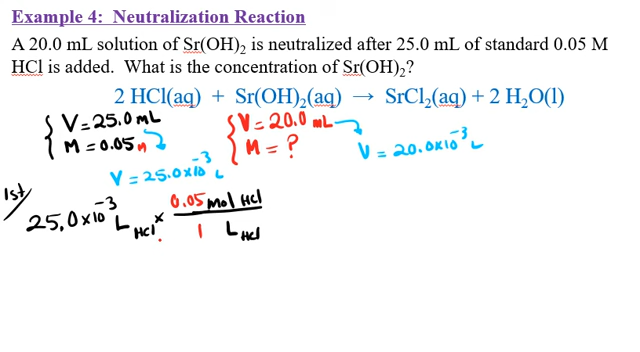 Example 4: Neutralization Reaction
A 20.0 mL solution of Sr(OH)₂ is neutralized after 25.0 mL of standard 0.05 M
HCl is added. What is the concentration of Sr(OH)₂?
2 HCl(aq) + Sr(OH)₂(aq) → SrCl₂(aq) + 2 H₂O(l)
{ V = 25.0 mL { V = 20.0 mL
M = 0.05 M M = ? V = 20.0x10⁻³ L
V = 25.0x10⁻³ L
1st/ 25.0x10⁻³ L HCl x 0.05 mol HCl
1 L HCl